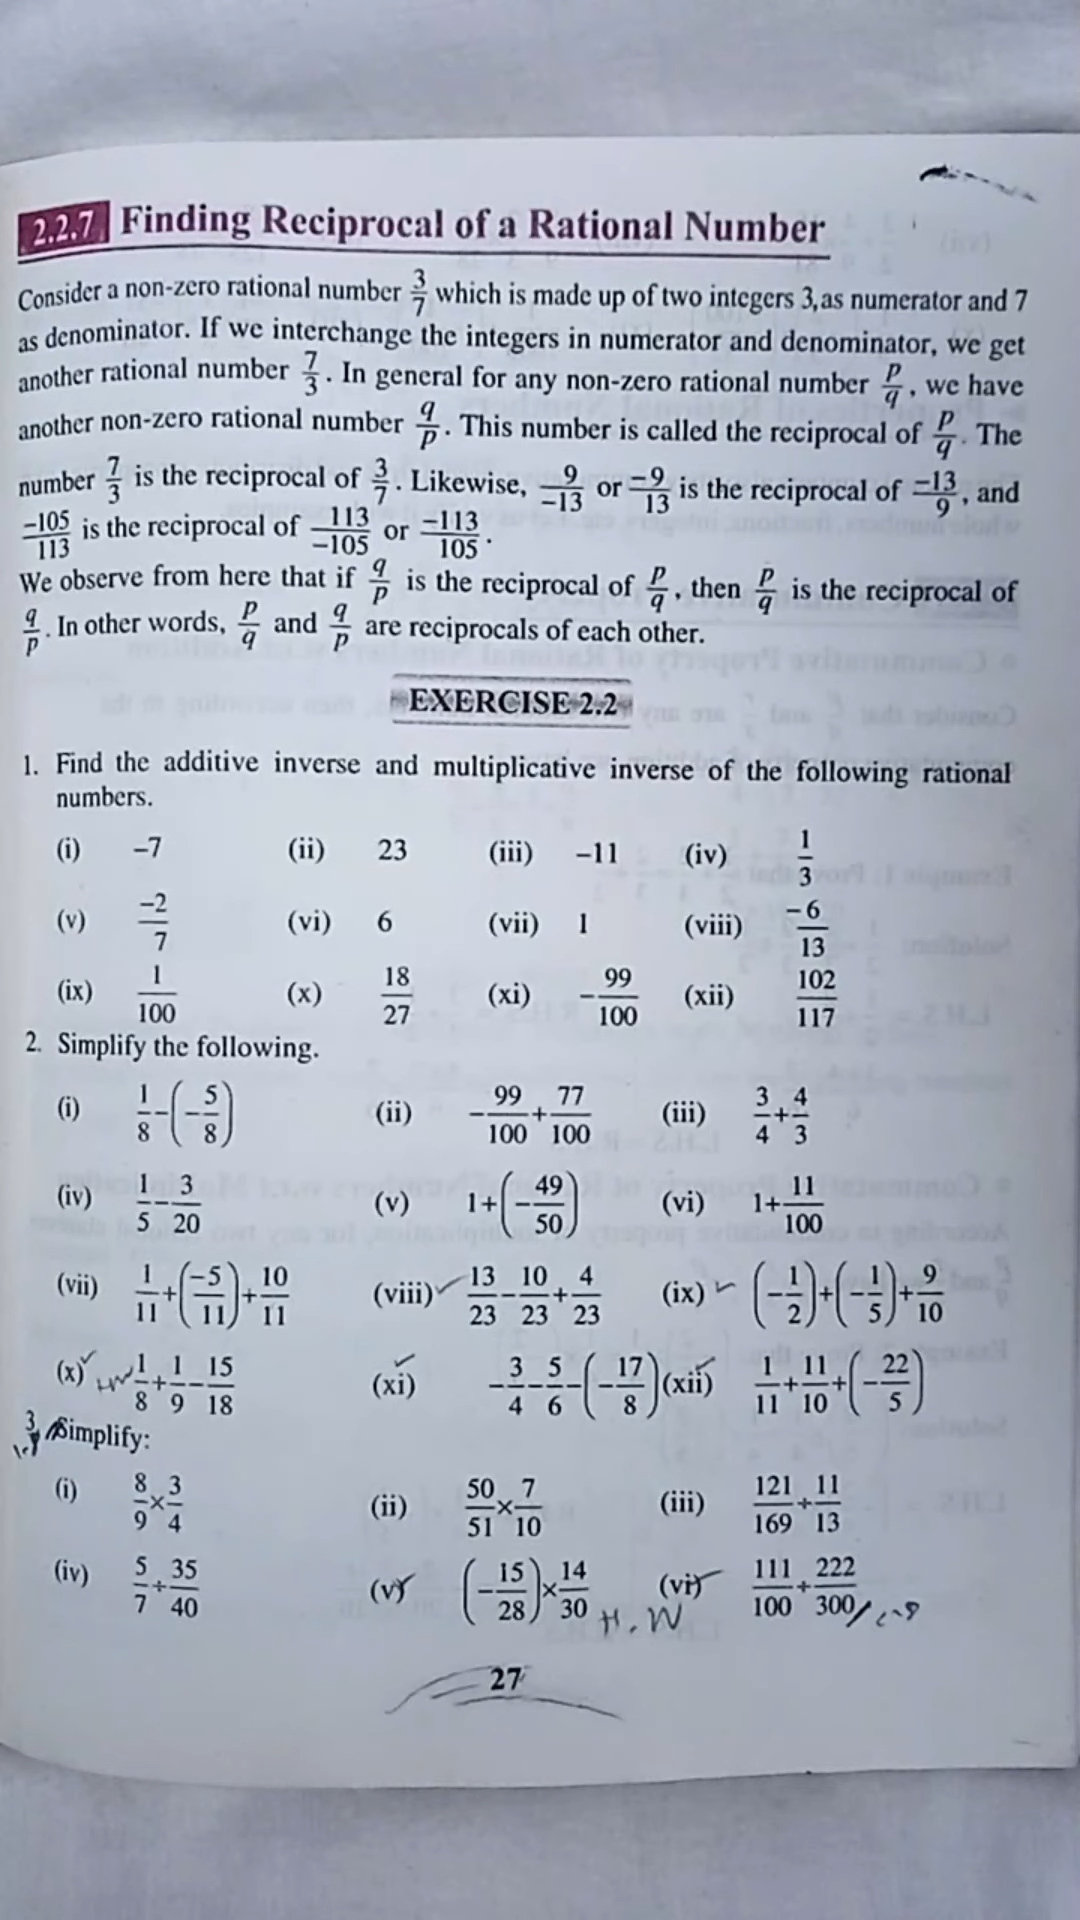 2.2.7 Finding Reciprocal of a Rational Number
Consider a non-zero rational number 3/7 which is made up of two integers 3, as numerator and 7
as denominator. If we interchange the integers in numerator and denominator, we get
another rational number 7/3. In general for any non-zero rational number p/q, we have
another non-zero rational number q/p. This number is called the reciprocal of p/q. The
number 7/3 is the reciprocal of 3/7. Likewise, 9/-13 or -9/13 is the reciprocal of -13/9, and
-105/113 is the reciprocal of 113/-105 or -113/105.
We observe from here that if q/p is the reciprocal of p/q, then p/q is the reciprocal of
q/p. In other words, p/q and q/p are reciprocals of each other.
EXERCISE 2.2
1. Find the additive inverse and multiplicative inverse of the following rational
numbers.
(i) -7 (ii) 23 (iii) -11 (iv) 1/3
(v) -2/7 (vi) 6 (vii) 1 (viii) -6/13
(ix) 1/100 (x) 18/27 (xi) -99/100 (xii) 102/117
2. Simplify the following.
(i) 1/8-(-5/8) (ii) -99/100+77/100 (iii) 3/4+4/3
(iv) 1/5-3/20 (v) 1+(-49/50) (vi) 1+11/100
(vii) 1/11+(-5/11)+10/11 (viii) 13/23-10/23+4/23 (ix) (-1/2)+(-1/5)+9/10
(x) 1/8+1/9-15/18 (xi) -3/4-5/6-(-17/8) (xii) 1/11+11/10+(-22/5)
3. Simplify:
(i) 8/9×3/4 (ii) 50/51×7/10 (iii) 121/169÷11/13
(iv) 5/7÷35/40 (v) (-15/28)×14/30 (vi) 111/100÷222/300
H.W
27